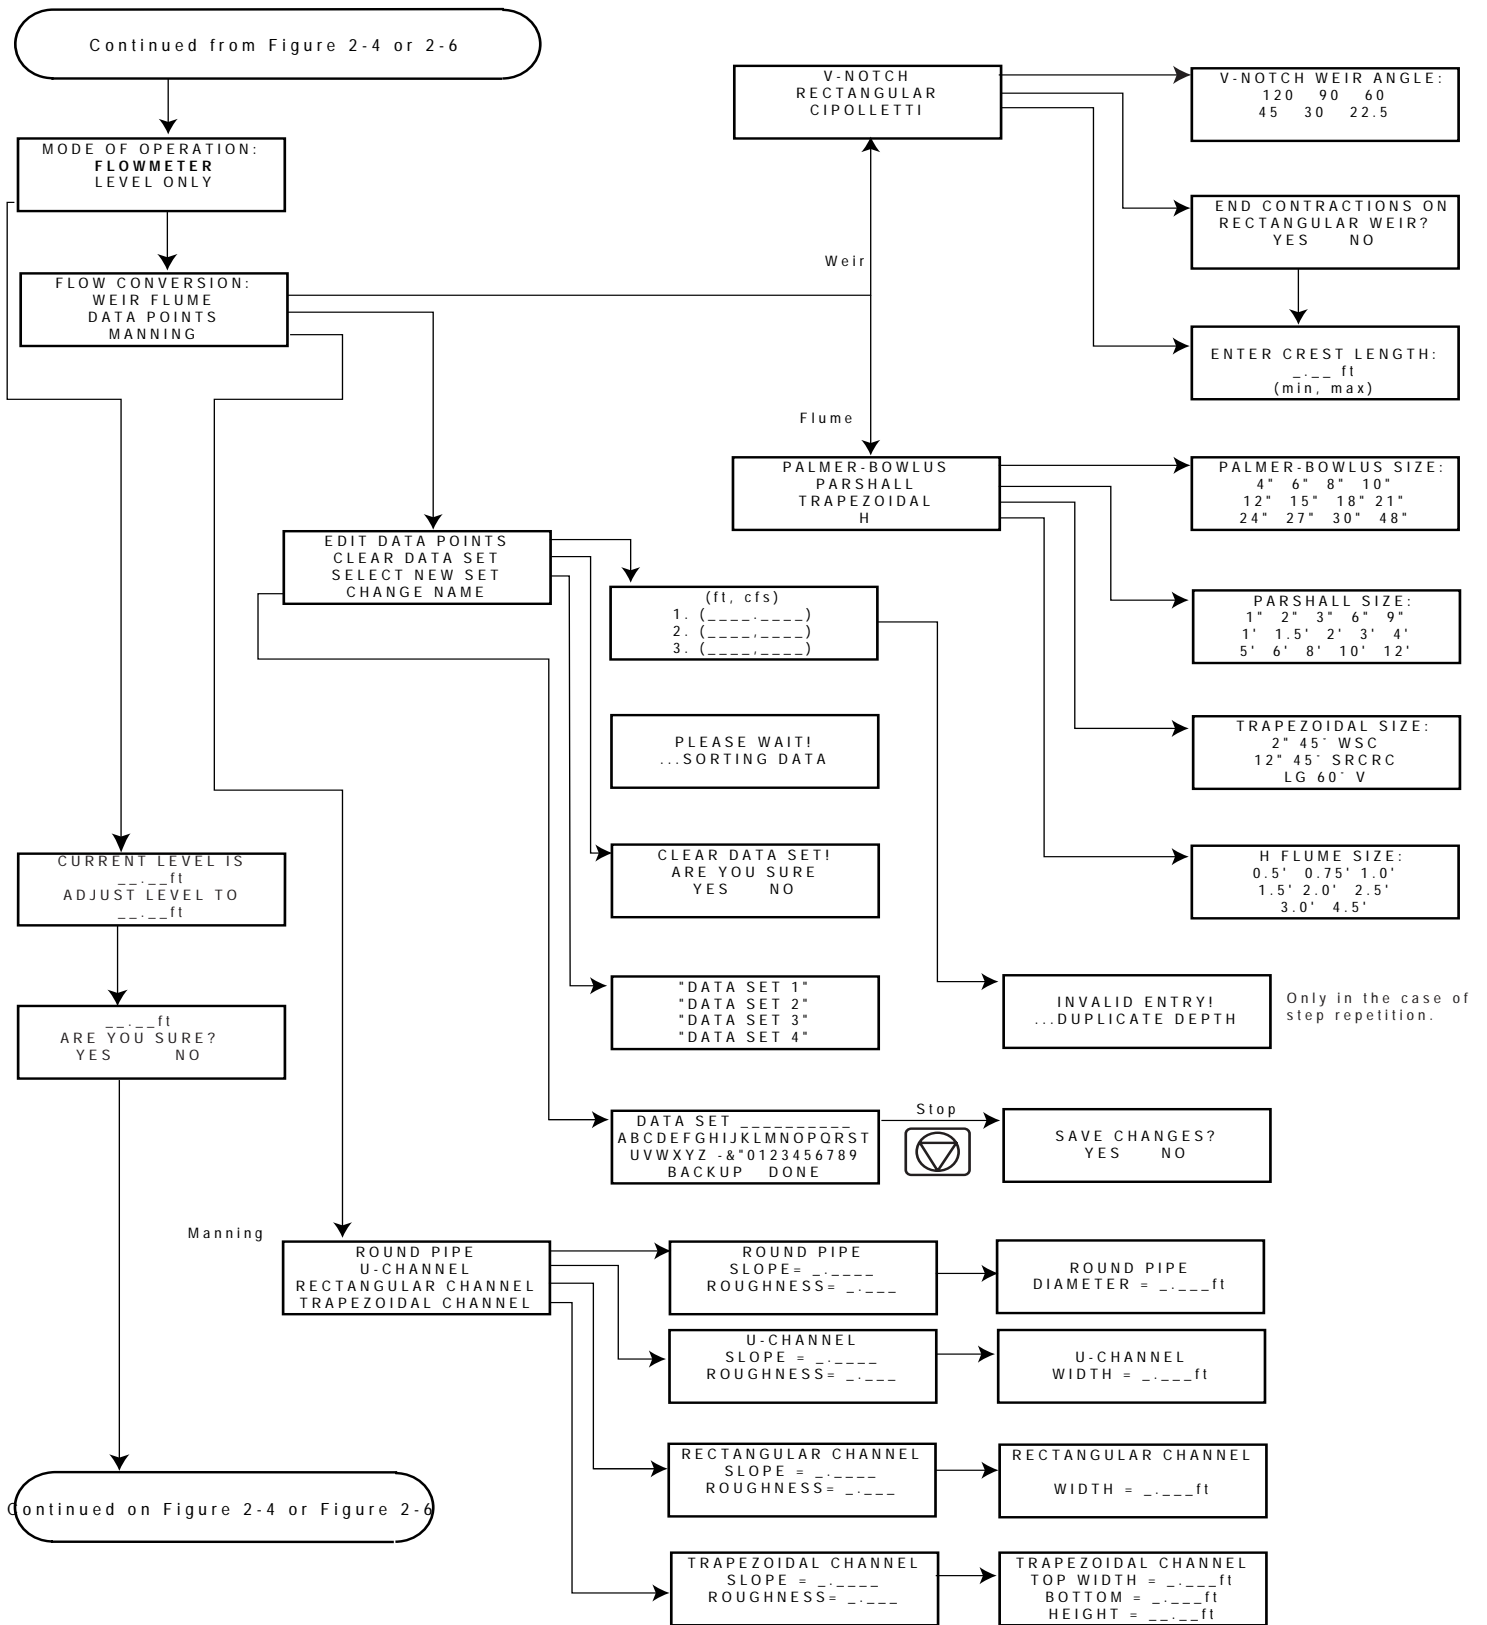 Continued from Figure 2-4 or 2-6
MODE OF OPERATION:
FLOWMETER
LEVEL ONLY
FLOW CONVERSION:
WEIR FLUME
DATA POINTS
MANNING
V-NOTCH
RECTANGULAR
CIPOLLETTI
V-NOTCH WEIR ANGLE:
120 90 60
45 30 22.5
END CONTRACTIONS ON
RECTANGULAR WEIR?
YES NO
Weir
ENTER CREST LENGTH:
_.__ ft
(min, max)
Flume
PALMER-BOWLUS
PARSHALL
TRAPEZOIDAL
H
PALMER-BOWLUS SIZE:
4" 6" 8" 10"
12" 15" 18" 21"
24" 27" 30" 48"
PARSHALL SIZE:
1" 2" 3" 6" 9"
1' 1.5' 2' 3' 4'
5' 6' 8' 10' 12'
TRAPEZOIDAL SIZE:
2" 45° WSC
12" 45° SRCRC
LG 60° V
H FLUME SIZE:
0.5' 0.75' 1.0'
1.5' 2.0' 2.5'
3.0' 4.5'
EDIT DATA POINTS
CLEAR DATA SET
SELECT NEW SET
CHANGE NAME
(ft, cfs)
1. (____.____)
2. (____,____)
3. (____,____)
PLEASE WAIT!
...SORTING DATA
CLEAR DATA SET!
ARE YOU SURE
YES NO
"DATA SET 1"
"DATA SET 2"
"DATA SET 3"
"DATA SET 4"
INVALID ENTRY!
...DUPLICATE DEPTH
Only in the case of
step repetition.
CURRENT LEVEL IS
__.__ft
ADJUST LEVEL TO
__.__ft
__.__ft
ARE YOU SURE?
YES NO
DATA SET __________
ABCDEFGHIJKLMNOPQRST
UVWXYZ -&"0123456789
BACKUP DONE
Stop
SAVE CHANGES?
YES NO
Manning
ROUND PIPE
U-CHANNEL
RECTANGULAR CHANNEL
TRAPEZOIDAL CHANNEL
ROUND PIPE
SLOPE= _.____
ROUGHNESS= _.___
ROUND PIPE
DIAMETER = _.___ft
U-CHANNEL
SLOPE = _.____
ROUGHNESS= _.___
U-CHANNEL
WIDTH = _.___ft
RECTANGULAR CHANNEL
SLOPE = _.____
ROUGHNESS= _.___
RECTANGULAR CHANNEL
WIDTH = _.___ft
TRAPEZOIDAL CHANNEL
SLOPE = _.____
ROUGHNESS= _.___
TRAPEZOIDAL CHANNEL
TOP WIDTH = _.___ft
BOTTOM = _.___ft
HEIGHT = __.__ft
Continued on Figure 2-4 or Figure 2-6